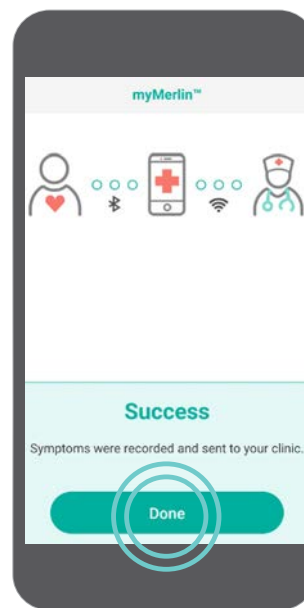 myMerlin™
Success
Symptoms were recorded and sent to your clinic.
Done